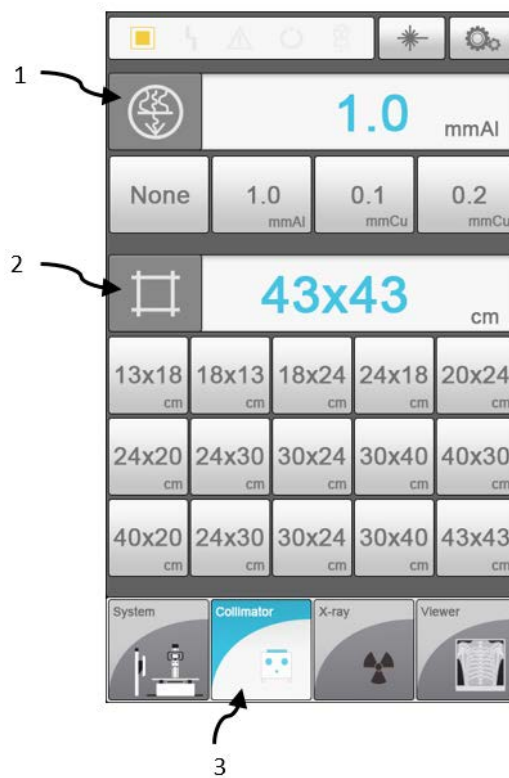 1
1.0 mmAl
None 1.0 mmAl 0.1 mmCu 0.2 mmCu
2
43x43 cm
13x18 cm 18x13 cm 18x24 cm 24x18 cm 20x24 cm
24x20 cm 24x30 cm 30x24 cm 30x40 cm 40x30 cm
40x20 cm 24x30 cm 30x24 cm 30x40 cm 43x43 cm
System Collimator X-ray Viewer
3